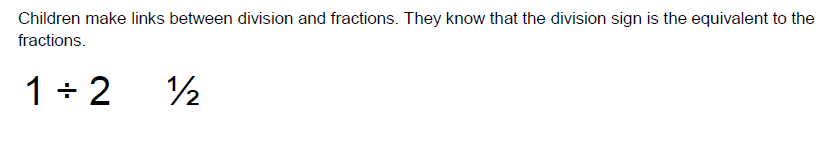 Children make links between division and fractions. They know that the division sign is the equivalent to the
fractions.
1 ÷ 2 ½